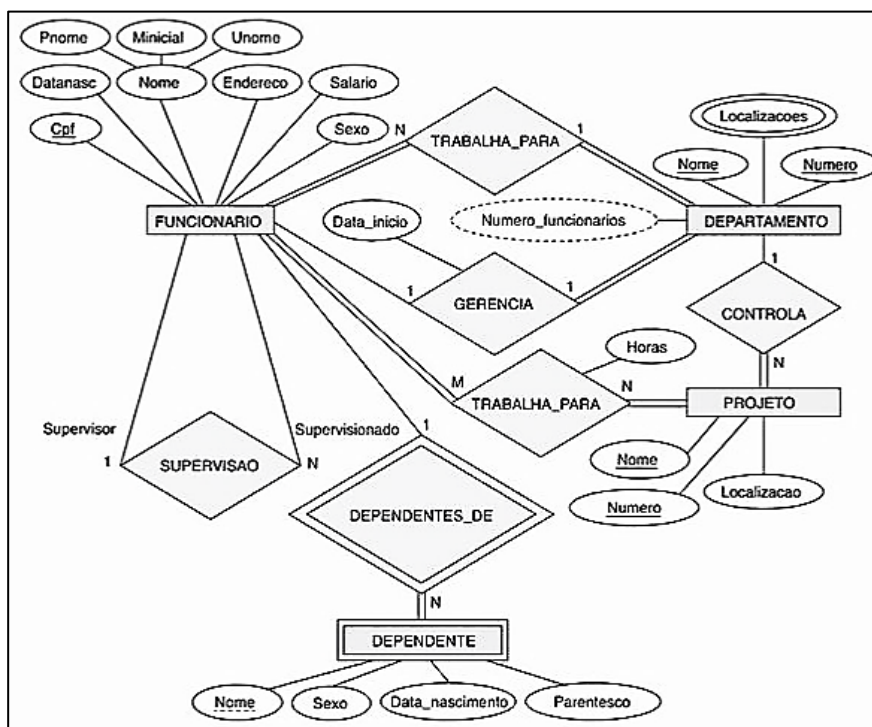 Pnome Minicial Unome
Datanasc Nome Endereco Salario
Cpf Sexo
N TRABALHA_PARA 1
Localizacoes
Nome Numero
FUNCIONARIO
Data_inicio
Numero_funcionarios
DEPARTAMENTO
1 GERENCIA 1
1
CONTROLA
N
Horas
M TRABALHA_PARA N
PROJETO
Nome
Numero
Localizacao
Supervisor Supervisionado
1 SUPERVISAO N
1
DEPENDENTES_DE
N
DEPENDENTE
Nome Sexo Data_nascimento Parentesco